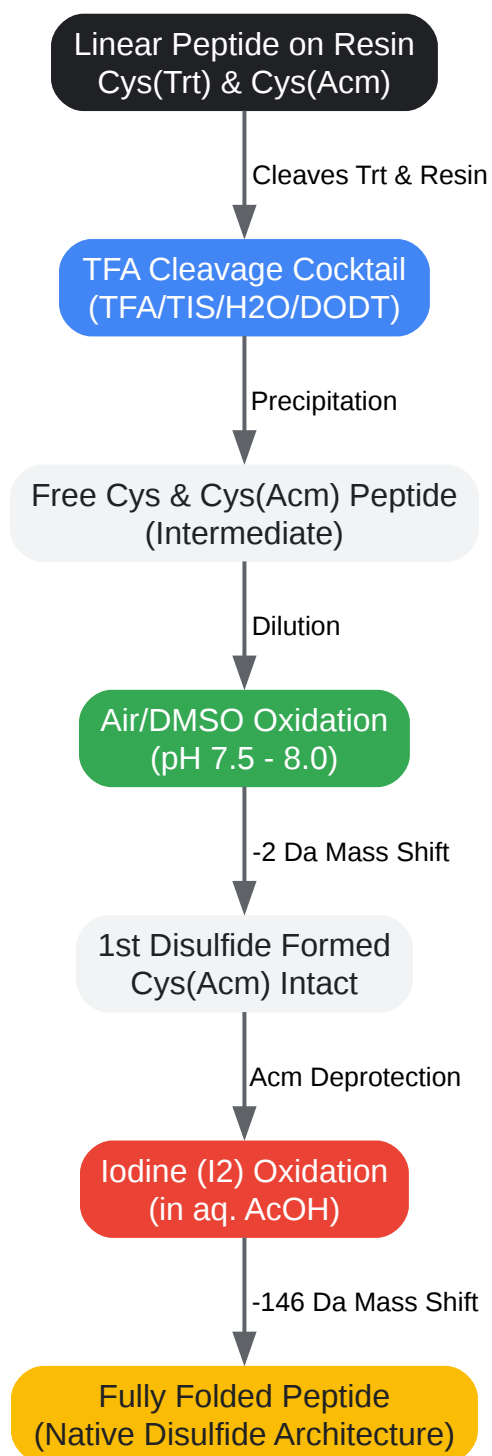 Linear Peptide on Resin
Cys(Trt) & Cys(Acm)
Cleaves Trt & Resin
TFA Cleavage Cocktail
(TFA/TIS/H2O/DODT)
Precipitation
Free Cys & Cys(Acm) Peptide
(Intermediate)
Dilution
Air/DMSO Oxidation
(pH 7.5 - 8.0)
-2 Da Mass Shift
1st Disulfide Formed
Cys(Acm) Intact
Acm Deprotection
Iodine (I2) Oxidation
(in aq. AcOH)
-146 Da Mass Shift
Fully Folded Peptide
(Native Disulfide Architecture)